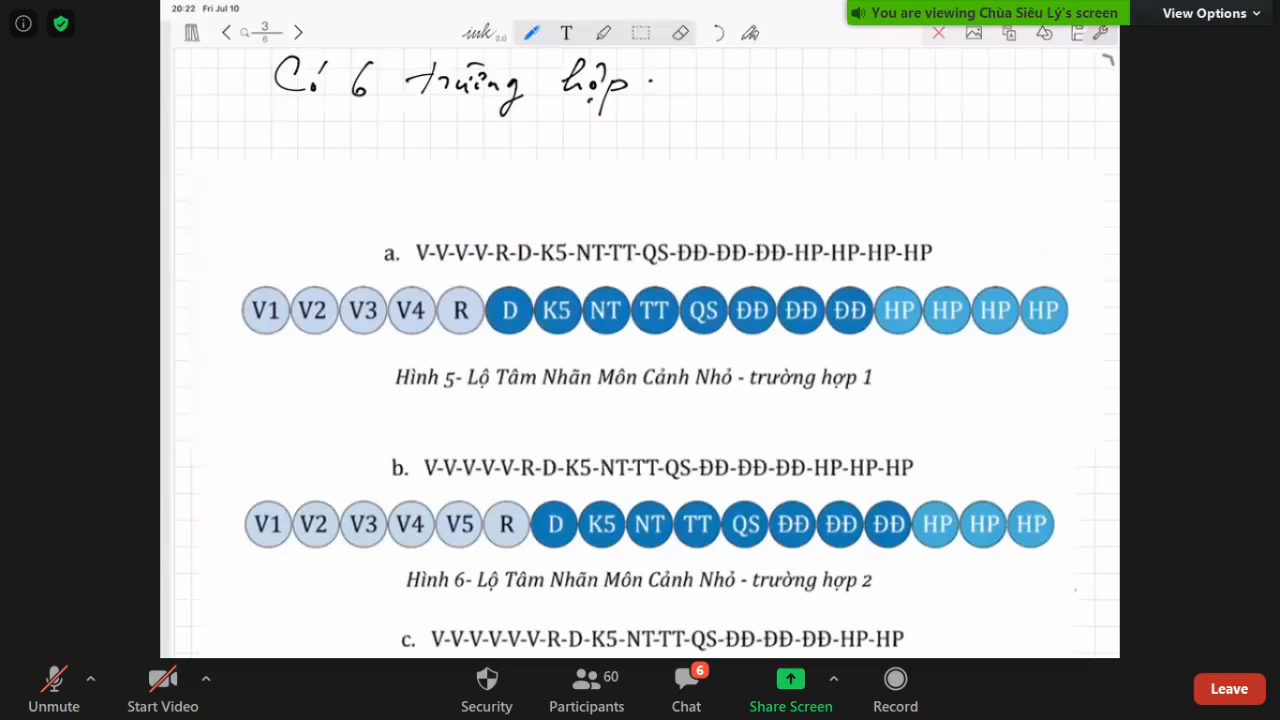 20:22 Fri Jul 10
You are viewing Chùa Siêu Lý's screen
View Options
3
6
ink 2.0
T
Có 6 trường hợp.
a. V-V-V-V-R-D-K5-NT-TT-QS-ĐĐ-ĐĐ-ĐĐ-HP-HP-HP-HP
V1 V2 V3 V4 R D K5 NT TT QS ĐĐ ĐĐ ĐĐ HP HP HP HP
Hình 5- Lộ Tâm Nhãn Môn Cảnh Nhỏ - trường hợp 1
b. V-V-V-V-V-R-D-K5-NT-TT-QS-ĐĐ-ĐĐ-ĐĐ-HP-HP-HP
V1 V2 V3 V4 V5 R D K5 NT TT QS ĐĐ ĐĐ ĐĐ HP HP HP
Hình 6- Lộ Tâm Nhãn Môn Cảnh Nhỏ - trường hợp 2
c. V-V-V-V-V-V-R-D-K5-NT-TT-QS-ĐĐ-ĐĐ-ĐĐ-HP-HP
60
6
Unmute Start Video Security Participants Chat Share Screen Record Leave